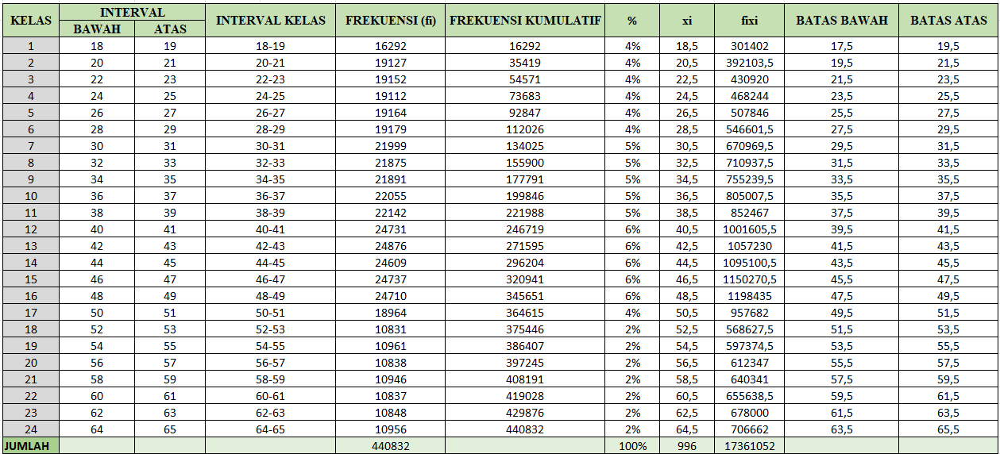 KELAS INTERVAL INTERVAL KELAS FREKUENSI (fi) FREKUENSI KUMULATIF % xi fixi BATAS BAWAH BATAS ATAS
BAWAH ATAS
1 18 19 18-19 16292 16292 4% 18,5 301402 17,5 19,5
2 20 21 20-21 19127 35419 4% 20,5 392103,5 19,5 21,5
3 22 23 22-23 19152 54571 4% 22,5 430920 21,5 23,5
4 24 25 24-25 19112 73683 4% 24,5 468244 23,5 25,5
5 26 27 26-27 19164 92847 4% 26,5 507846 25,5 27,5
6 28 29 28-29 19179 112026 4% 28,5 546601,5 27,5 29,5
7 30 31 30-31 21999 134025 5% 30,5 670969,5 29,5 31,5
8 32 33 32-33 21875 155900 5% 32,5 710937,5 31,5 33,5
9 34 35 34-35 21891 177791 5% 34,5 755239,5 33,5 35,5
10 36 37 36-37 22055 199846 5% 36,5 805007,5 35,5 37,5
11 38 39 38-39 22142 221988 5% 38,5 852467 37,5 39,5
12 40 41 40-41 24731 246719 6% 40,5 1001605,5 39,5 41,5
13 42 43 42-43 24876 271595 6% 42,5 1057230 41,5 43,5
14 44 45 44-45 24609 296204 6% 44,5 1095100,5 43,5 45,5
15 46 47 46-47 24737 320941 6% 46,5 1150270,5 45,5 47,5
16 48 49 48-49 24710 345651 6% 48,5 1198435 47,5 49,5
17 50 51 50-51 18964 364615 4% 50,5 957682 49,5 51,5
18 52 53 52-53 10831 375446 2% 52,5 568627,5 51,5 53,5
19 54 55 54-55 10961 386407 2% 54,5 597374,5 53,5 55,5
20 56 57 56-57 10838 397245 2% 56,5 612347 55,5 57,5
21 58 59 58-59 10946 408191 2% 58,5 640341 57,5 59,5
22 60 61 60-61 10837 419028 2% 60,5 655638,5 59,5 61,5
23 62 63 62-63 10848 429876 2% 62,5 678000 61,5 63,5
24 64 65 64-65 10956 440832 2% 64,5 706662 63,5 65,5
JUMLAH 440832 100% 996 17361052